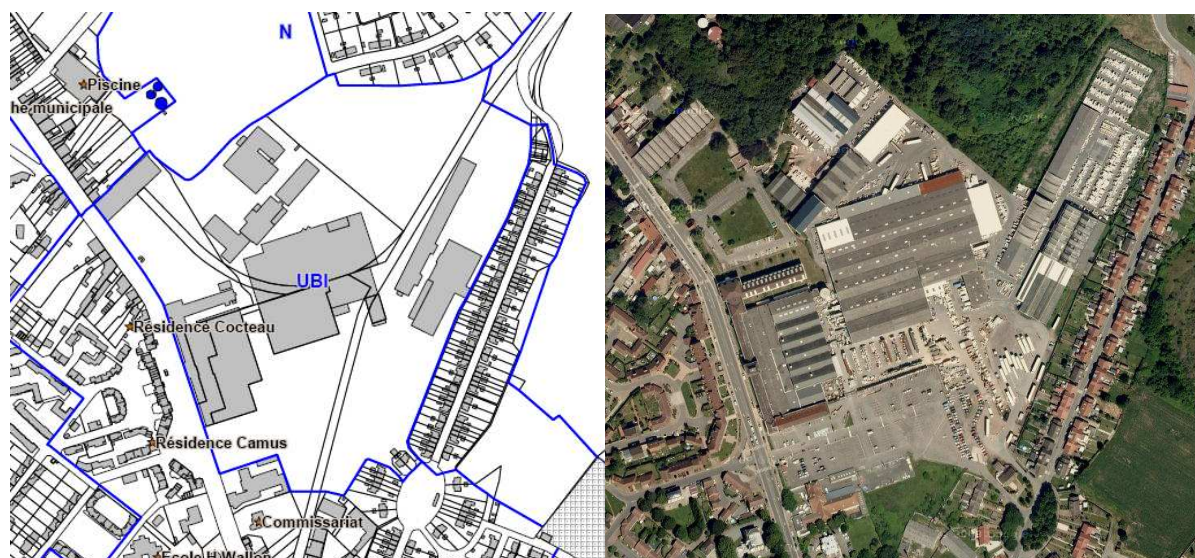 N
Piscine
he municipale
UBI
Résidence Cocteau
Résidence Camus
Commissariat
Ecole H Wallon